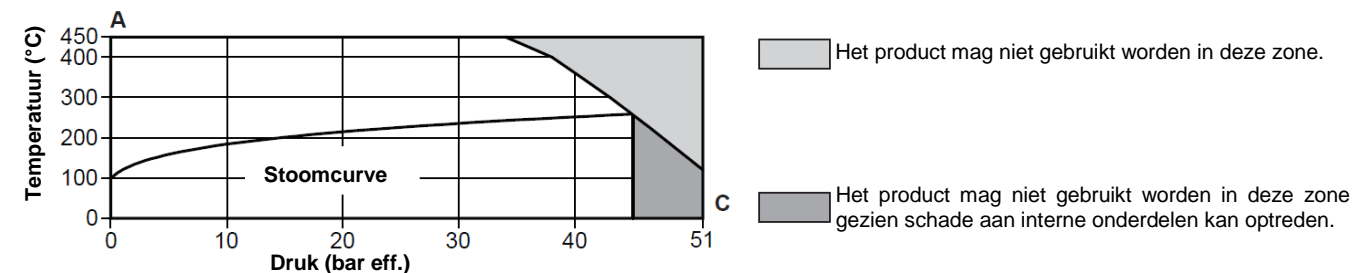 A
Temperatuur (°C)
450
400
300
200
100
0
Stoomcurve
C
0 10 20 30 40 51
Druk (bar eff.)
Het product mag niet gebruikt worden in deze zone.
Het product mag niet gebruikt worden in deze zone
gezien schade aan interne onderdelen kan optreden.